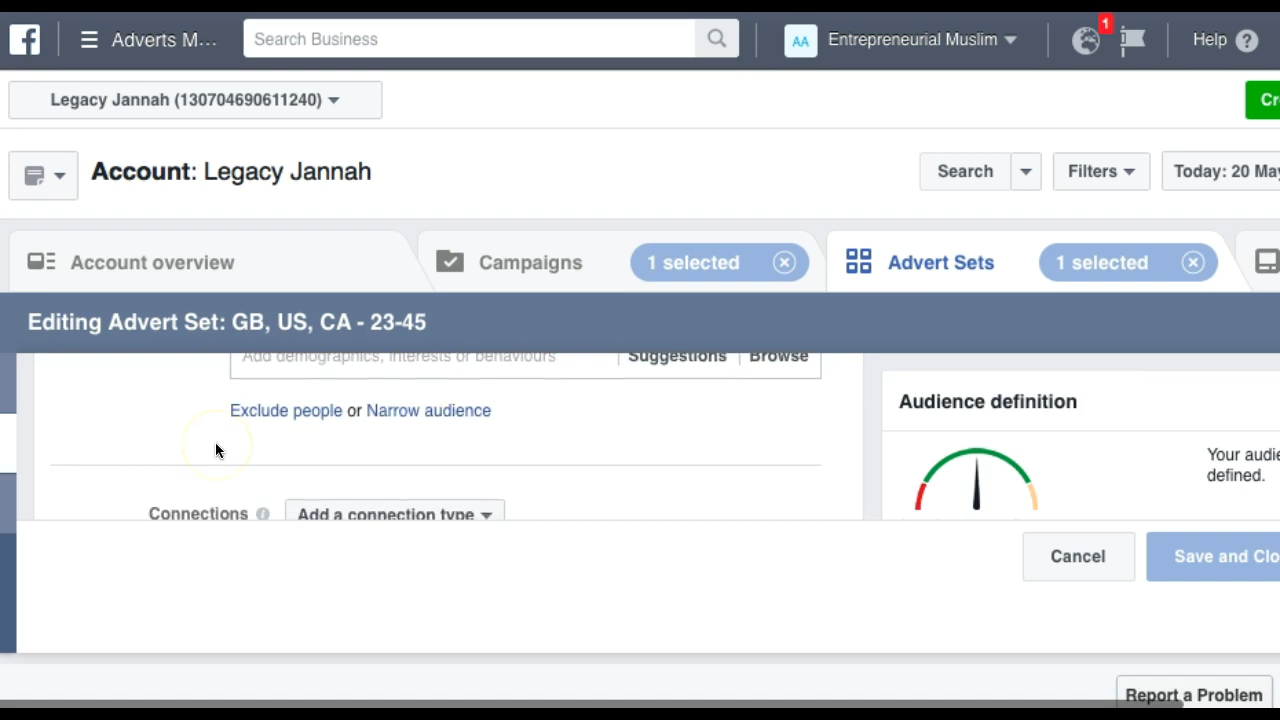 Adverts M...
Search Business
AA
Entrepreneurial Muslim
1
Help ?
Legacy Jannah (130704690611240)
Cr
Account: Legacy Jannah
Search
Filters
Today: 20 May
Account overview
Campaigns
1 selected
Advert Sets
1 selected
Editing Advert Set: GB, US, CA - 23-45
Add demographics, interests or behaviours
Suggestions
Browse
Exclude people or Narrow audience
Audience definition
Your audie
defined.
Connections
Add a connection type
Cancel
Save and Clo
Report a Problem